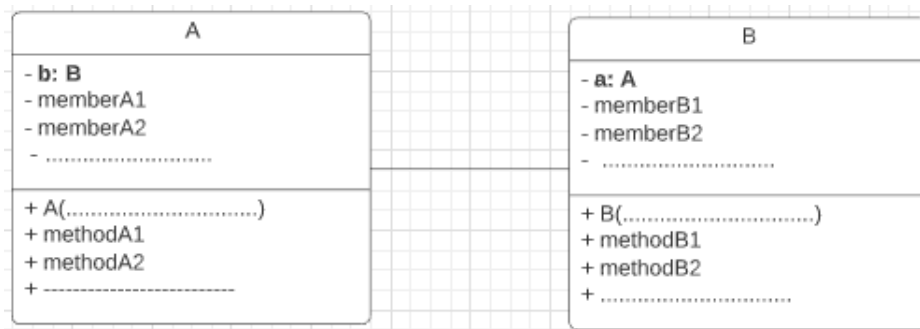 A
- b: B
- memberA1
- memberA2
- ..............................
+ A(..................................)
+ methodA1
+ methodA2
+ --------------------------
B
- a: A
- memberB1
- memberB2
- ..............................
+ B(..................................)
+ methodB1
+ methodB2
+ ..................................